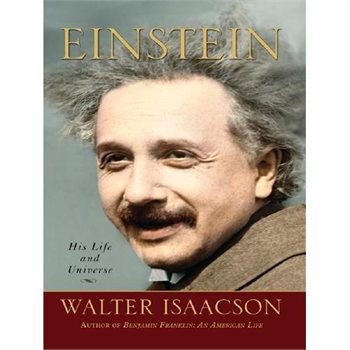 EINSTEIN
His Life
and
Universe
WALTER ISAACSON
AUTHOR OF BENJAMIN FRANKLIN: AN AMERICAN LIFE